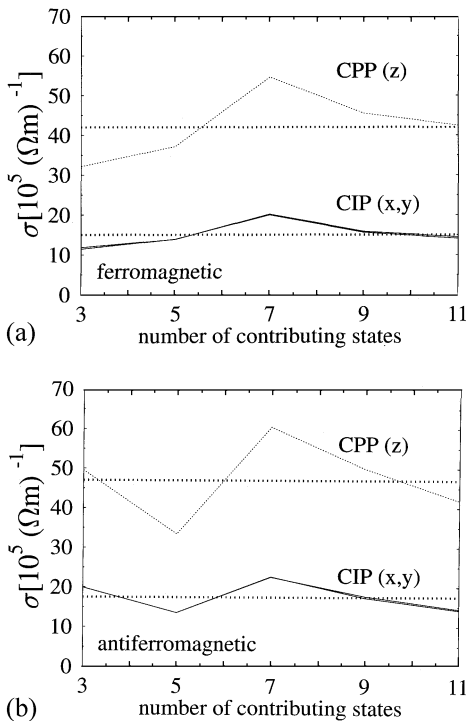 70
60
50
40
30
20
10
0
σ[10⁵ (Ωm) ⁻¹]
CPP (z)
CIP (x,y)
ferromagnetic
3 5 7 9 11
(a) number of contributing states
70
60
50
40
30
20
10
0
σ[10⁵ (Ωm) ⁻¹]
CPP (z)
CIP (x,y)
antiferromagnetic
3 5 7 9 11
(b) number of contributing states